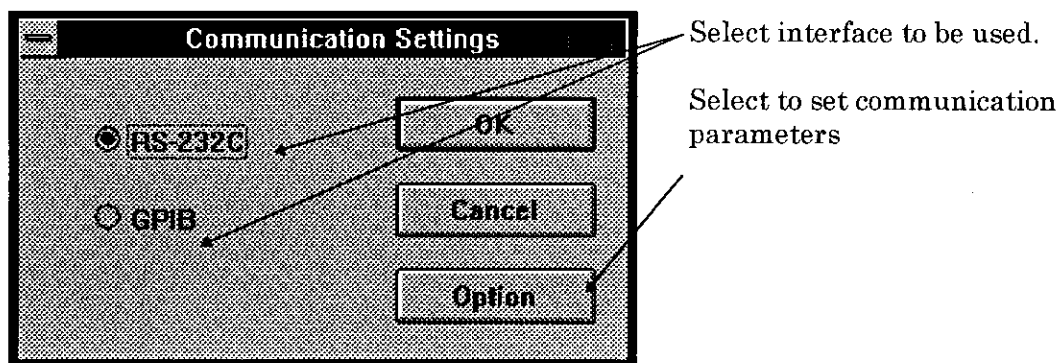 Communication Settings
Select interface to be used.
Select to set communication
parameters
RS-232C
OK
GPIB
Cancel
Option